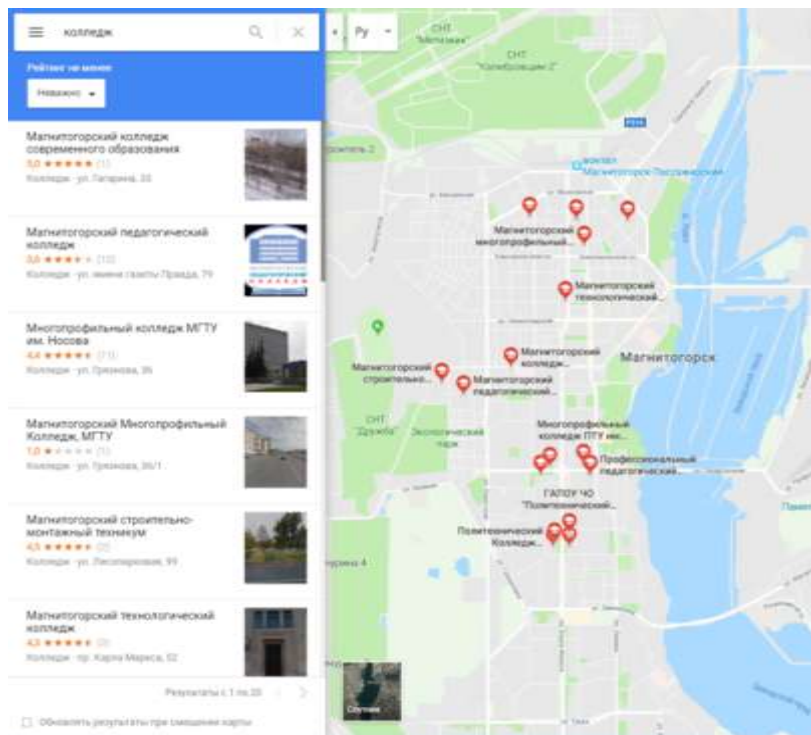 колледж
Рейтинг не менее
Неважно
Магнитогорский колледж
современного образования
5,0 (1)
Колледж · ул. Гагарина, 35
Магнитогорский педагогический
колледж
3,6 (10)
Колледж · ул. имени газеты Правда, 79
Многопрофильный колледж МГТУ
им. Носова
4,4 (71)
Колледж · ул. Грязнова, 36
Магнитогорский Многопрофильный
Колледж, МГТУ
1,0 (1)
Колледж · ул. Грязнова, 36/1
Магнитогорский строительно-
монтажный техникум
4,5 (2)
Колледж · ул. Лесопарковая, 99
Магнитогорский технологический
колледж
Колледж · пр. Карла Маркса, 52
Результаты с 1 по 20
Обновлять результаты при смещении карты
Ру
СНТ
"Метизник"
СНТ
"Калибровщик-2"
вокзал
Магнитогорск-Пассажирский
Магнитогорский
многопрофильный...
Магнитогорский
технологический...
Магнитогорский
колледж...
Магнитогорск
Магнитогорский
строительно...
Магнитогорский
педагогический...
СНТ
"Дружба"
Экологический
парк
Многопрофильный
колледж ПТУ им...
Профессиональный
педагогический...
ГАПОУ ЧО
"Политехнический...
Политехнический
Колледж...
Спутник